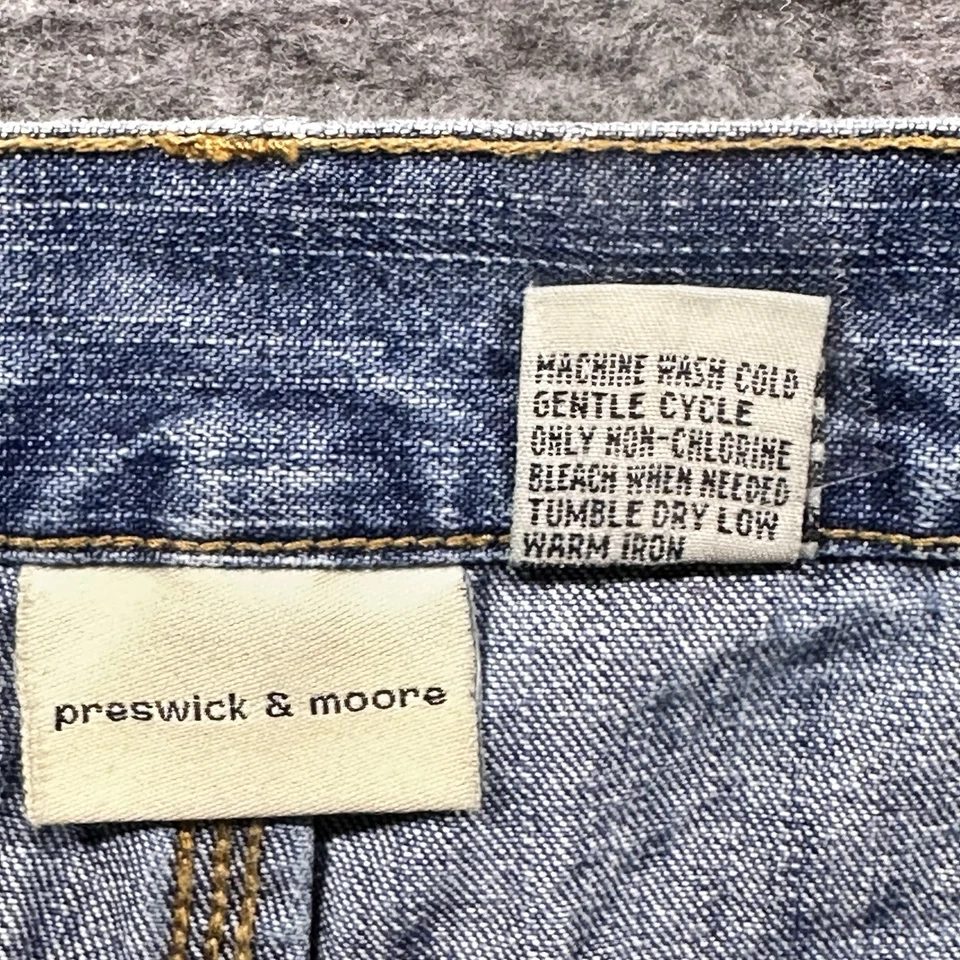 MACHINE WASH COLD
GENTLE CYCLE
ONLY NON-CHLORINE
BLEACH WHEN NEEDED
TUMBLE DRY LOW
WARM IRON
preswick & moore